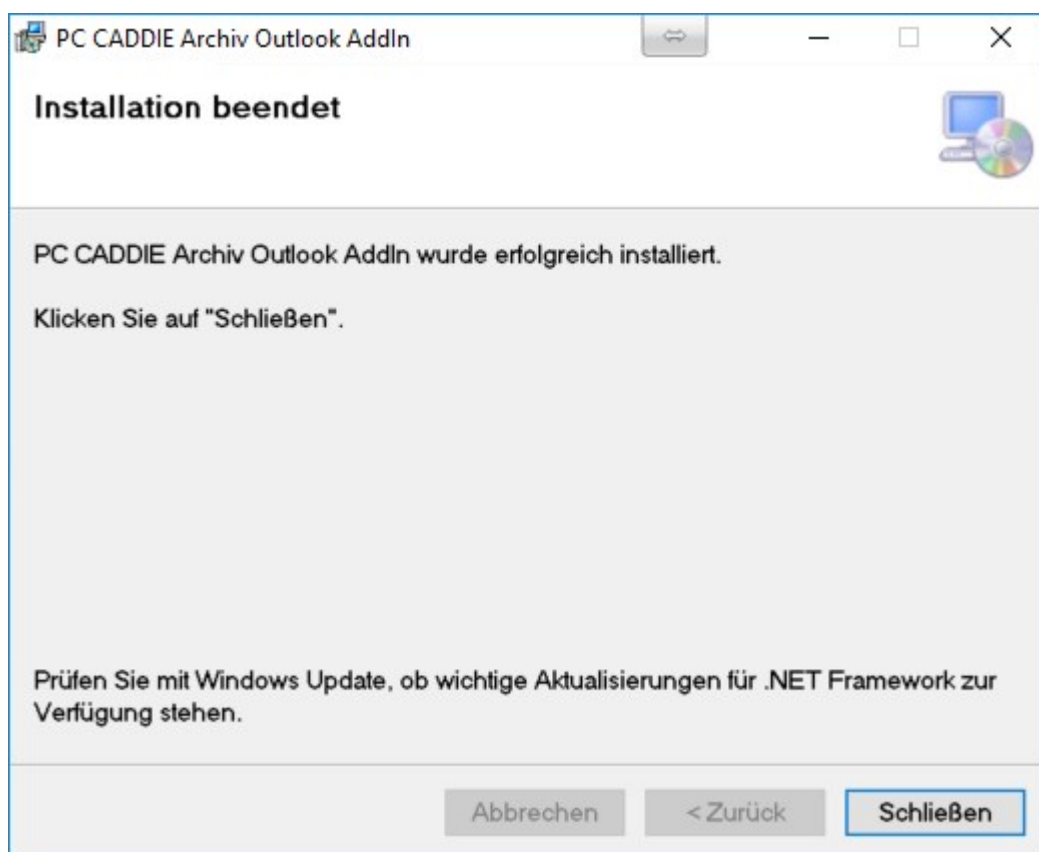 PC CADDIE Archiv Outlook AddIn
Installation beendet
PC CADDIE Archiv Outlook AddIn wurde erfolgreich installiert.
Klicken Sie auf "Schließen".
Prüfen Sie mit Windows Update, ob wichtige Aktualisierungen für .NET Framework zur
Verfügung stehen.
Abbrechen
< Zurück
Schließen